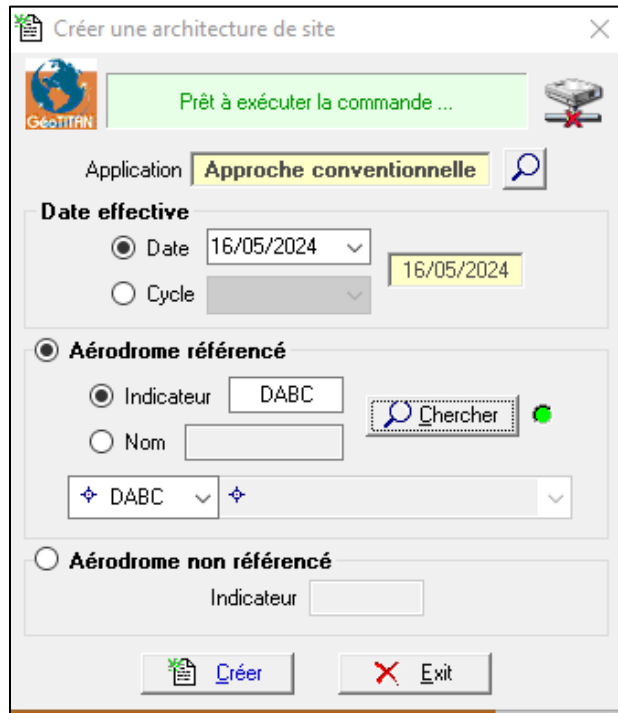 Créer une architecture de site
GéoTITAN
Prêt à exécuter la commande ...
Application Approche conventionnelle
Date effective
Date 16/05/2024
16/05/2024
Cycle
Aérodrome référencé
Indicateur DABC
Chercher
Nom
DABC
Aérodrome non référencé
Indicateur
Créer Exit